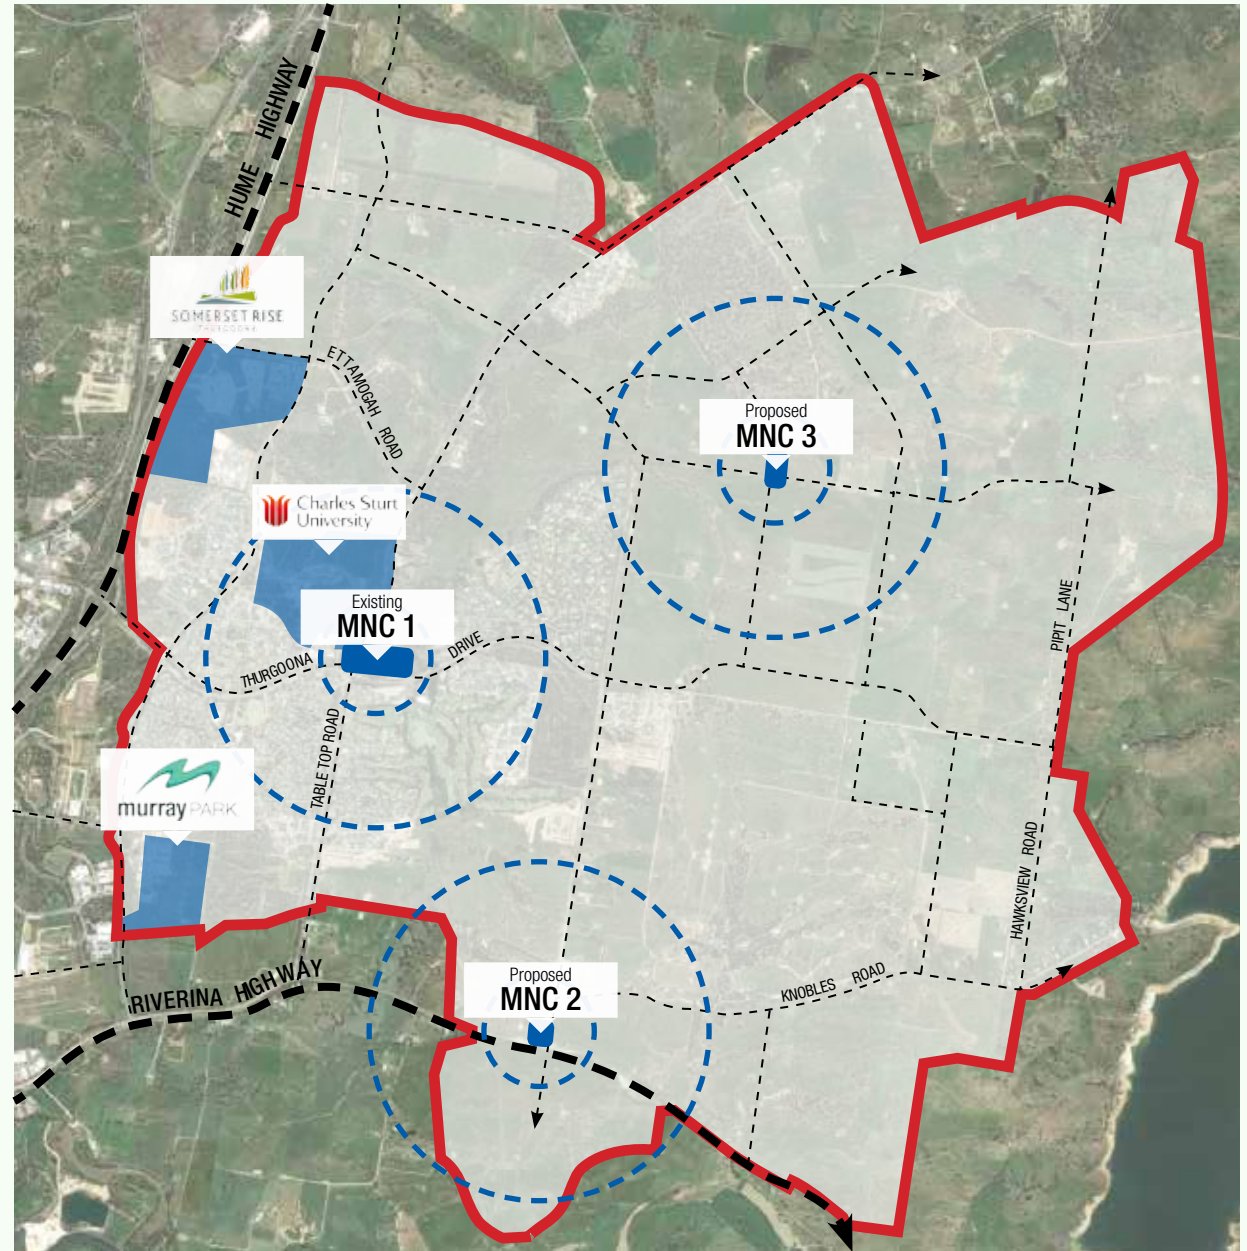 HUME HIGHWAY
SOMERSET RISE
THURGOONA
ETTAMOGAH ROAD
Proposed
MNC 3
Charles Sturt
University
Existing
MNC 1
THURGOONA DRIVE
PIPIT LANE
TABLE TOP ROAD
murray PARK
HAWKSVIEW ROAD
RIVERINA HIGHWAY
Proposed
MNC 2
KNOBLES ROAD